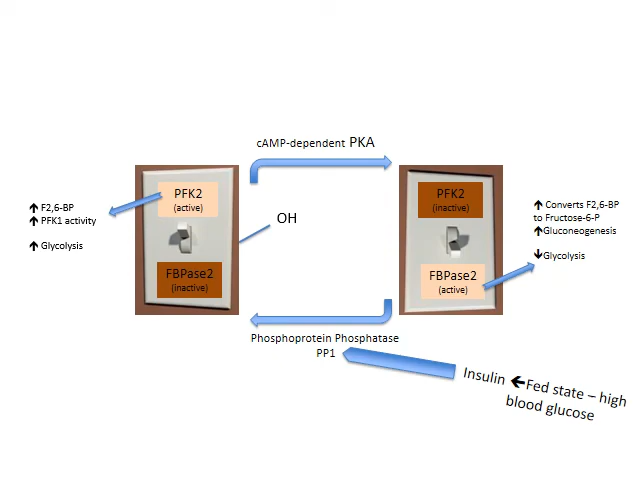 cAMP-dependent PKA
PFK2
(active)
FBPase2
(inactive)
🡹 F2,6-BP
🡹 PFK1 activity
🡹 Glycolysis
OH
PFK2
(inactive)
FBPase2
(active)
🡹 Converts F2,6-BP
to Fructose-6-P
🡹Gluconeogenesis
🡻Glycolysis
Phosphoprotein Phosphatase
PP1
Insulin 🡸Fed state – high
blood glucose